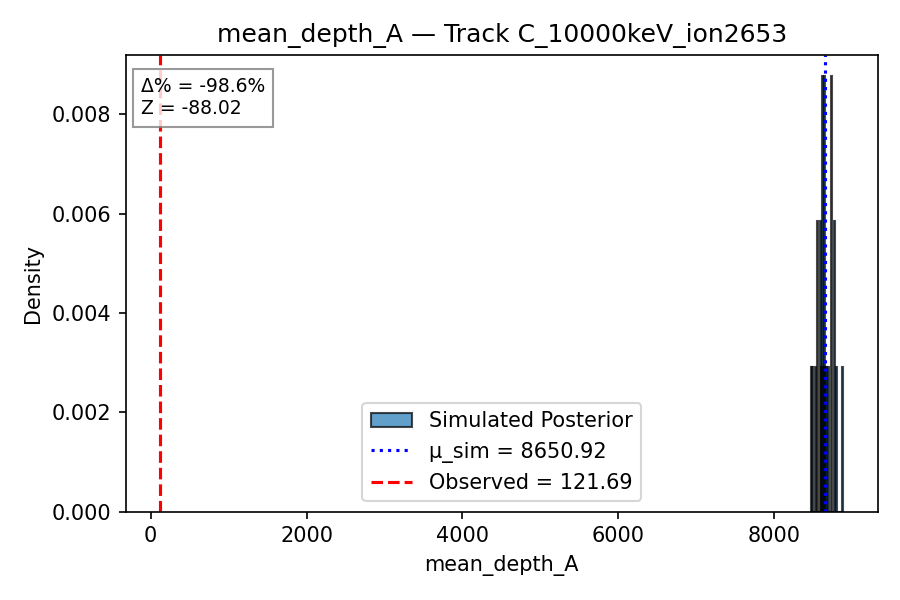 mean_depth_A — Track C_10000keV_ion2653
Δ% = -98.6%
Z = -88.02
Density
0.008
0.006
0.004
0.002
0.000
Simulated Posterior
μ_sim = 8650.92
Observed = 121.69
0 2000 4000 6000 8000
mean_depth_A